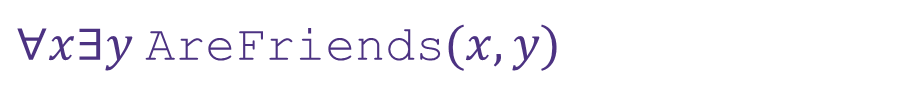 ∀x∃y AreFriends(x, y)